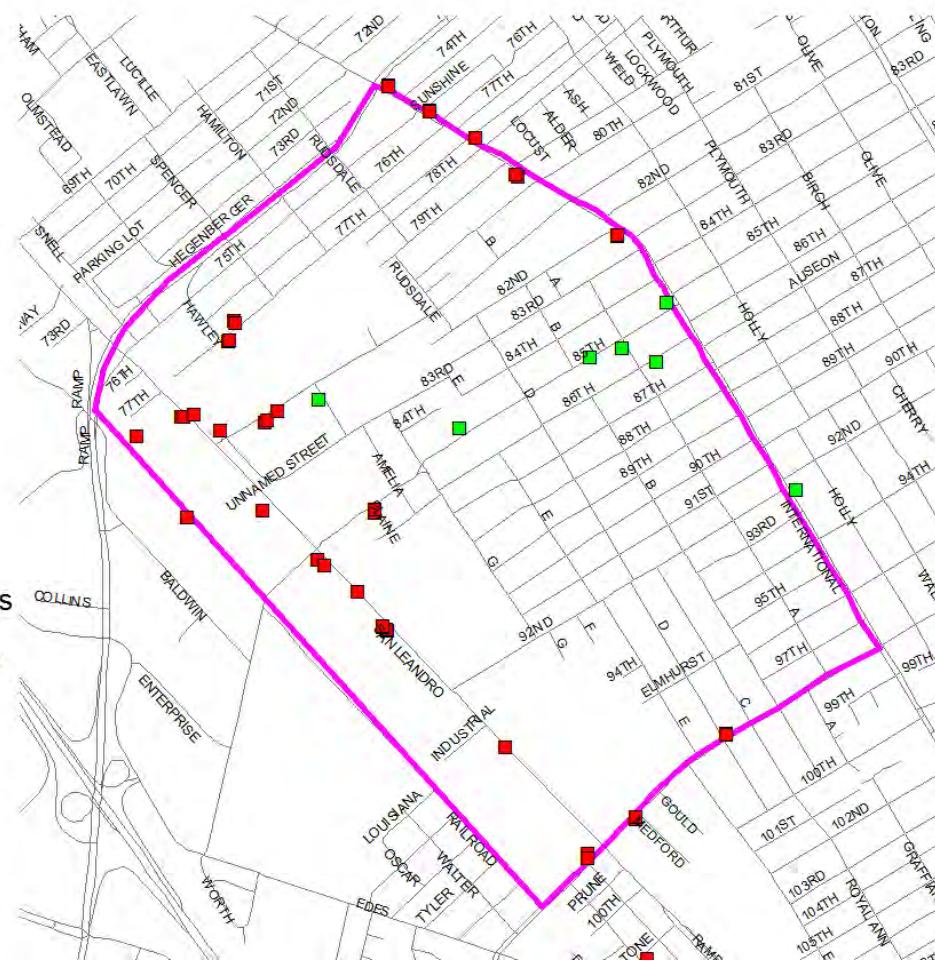 72ND
74TH
76TH
ARTHUR
OLIVE
83RD
LUCILLE
EASTLAWN
PLYMOUTH
LOCKWOOD
WELD
SUNSHINE
77TH
71ST
72ND
81ST
OLMSTEAD
HAMILTON
ASH
ALDER
LOCUST
80TH
73RD
RUDSDALE
76TH
78TH
83RD
69TH
70TH
SPENCER
82ND
PLYMOUTH
BIRCH
OLIVE
79TH
77TH
84TH
85TH
86TH
HEGENBERGER
PARKING LOT
SNELL
75TH
B
AUSEON
87TH
RUDSDALE
82ND
A
83RD
B
HAWLEY
WAY
73RD
HOLLY
88TH
84TH
85TH
89TH
90TH
RAMP
76TH
77TH
83RD
E
D
86TH
87TH
CHERRY
84TH
88TH
92ND
RAMP
UNNAMED STREET
AMELIA
89TH
B
90TH
94TH
91ST
HOLLY
E
93RD
INTERNATIONAL
G
BALDWIN
S
COLLINS
95TH
A
92ND
E
G
D
SAN LEANDRO
94TH
ELMHURST
97TH
99TH
ENTERPRISE
C
E
99TH
A
INDUSTRIAL
100TH
LOUISIANA
RAILROAD
GOULD
MEDFORD
101ST
102ND
OSCAR
WALTER
TYLER
WORTH
EDES
PRUNE
100TH
103RD
104TH
105TH
ROYAL ANN